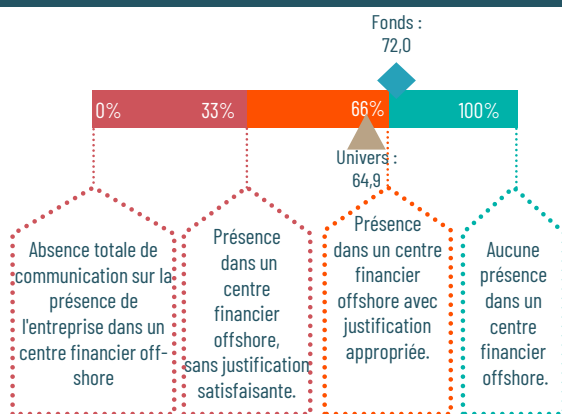 Fonds :
72,0
0%
33%
66%
100%
Univers :
64,9
Absence totale de
communication sur la
présence de
l'entreprise dans un
centre financier off-
shore
Présence
dans un
centre
financier
offshore,
sans justification
satisfaisante.
Présence
dans un centre
financier
offshore avec
justification
appropriée.
Aucune
présence
dans un
centre
financier
offshore.